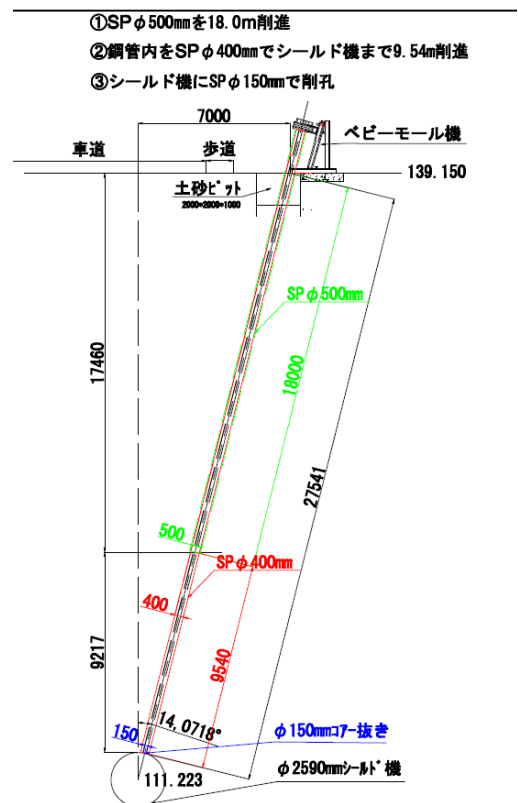 ①SPφ500mmを18.0m削進
②鋼管内をSPφ400mmでシールド機まで9.54m削進
③シールド機にSPφ150mmで削孔
7000
ベビーモール機
車道
歩道
139.150
土砂ピット
2000*2000*1000
SPφ500mm
18000
17460
27541
500
SPφ400mm
400
9217
9540
14.0718°
150
φ150mmコアー抜き
φ2590mmシールド機
111.223